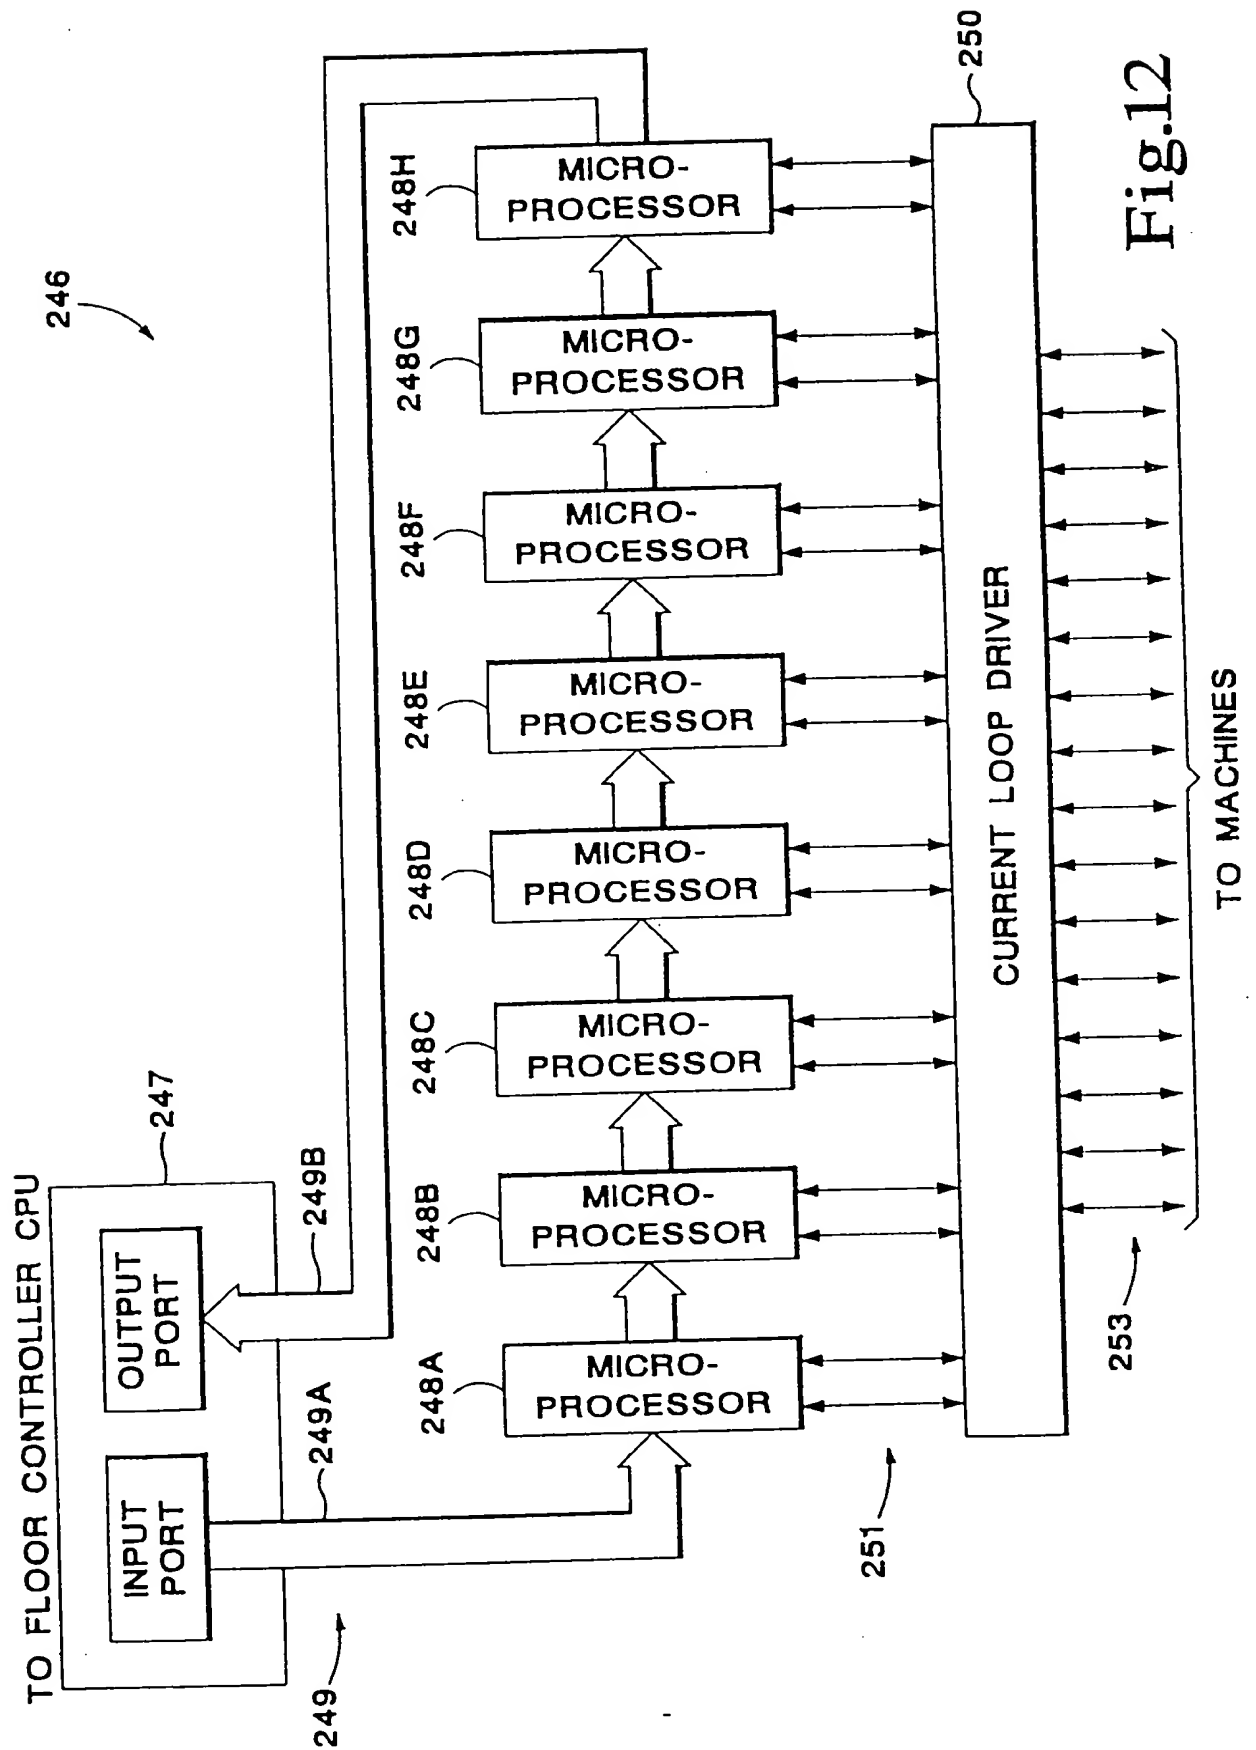 246
TO FLOOR CONTROLLER CPU
247
INPUT
PORT
OUTPUT
PORT
249
249A
249B
248A
248B
248C
248D
248E
248F
248G
248H
MICRO-
PROCESSOR
MICRO-
PROCESSOR
MICRO-
PROCESSOR
MICRO-
PROCESSOR
MICRO-
PROCESSOR
MICRO-
PROCESSOR
MICRO-
PROCESSOR
MICRO-
PROCESSOR
251
CURRENT LOOP DRIVER
250
253
TO MACHINES
Fig.12